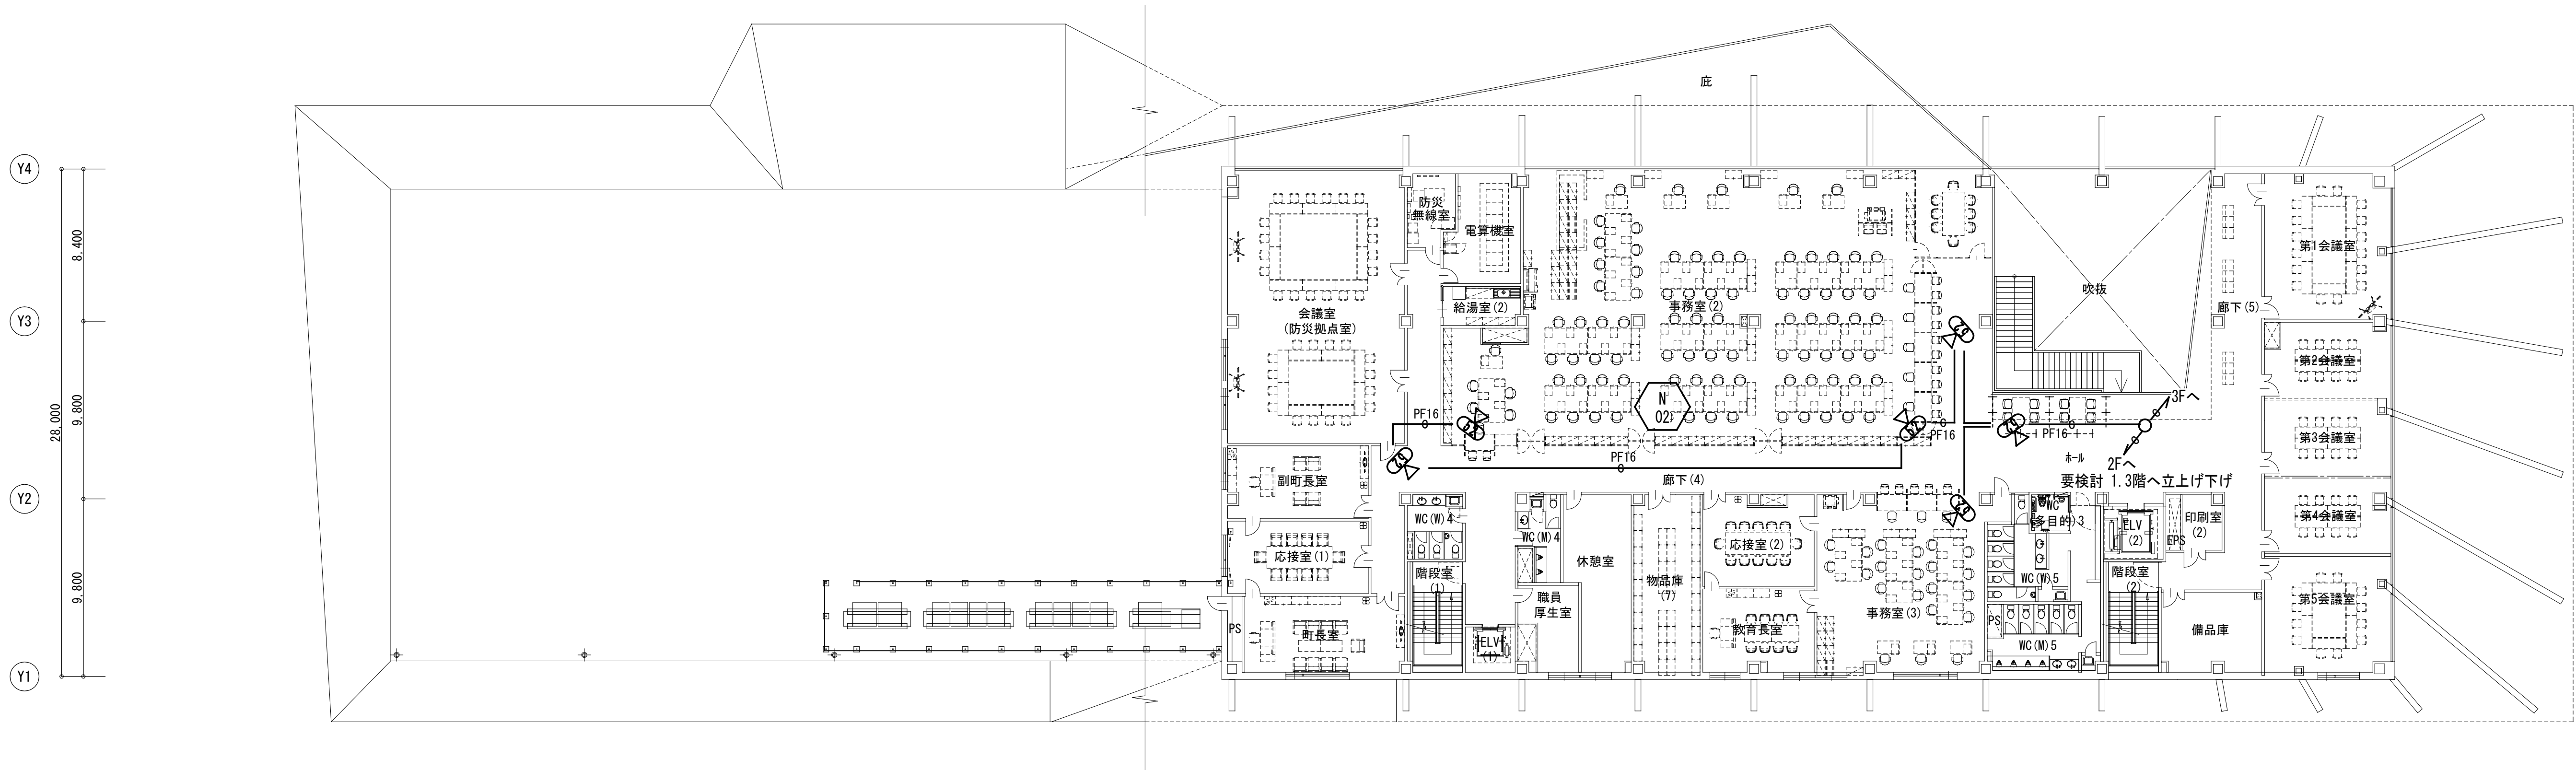 庇
Y4
Y3
Y2
Y1
8,400
9,800
9,800
28,000
防災
無線室
電算機室
会議室
(防災拠点室)
給湯室(2)
事務室(2)
吹抜
廊下(5)
第1会議室
第2会議室
第3会議室
第4会議室
第5会議室
N
02
PF16
PF16
PF16
PF16
3Fへ
2Fへ
要検討 1.3階へ立上げ下げ
ホール
廊下(4)
副町長室
応接室(1)
町長室
PS
WC(W)4
階段室
(1)
ELV
(1)
WC(M)4
休憩室
職員
厚生室
物品庫
(7)
応接室(2)
教育長室
事務室(3)
WC
(多目的)3
WC(W)5
PS
WC(M)5
ELV
(2)
EPS
印刷室
(2)
階段室
(2)
備品庫